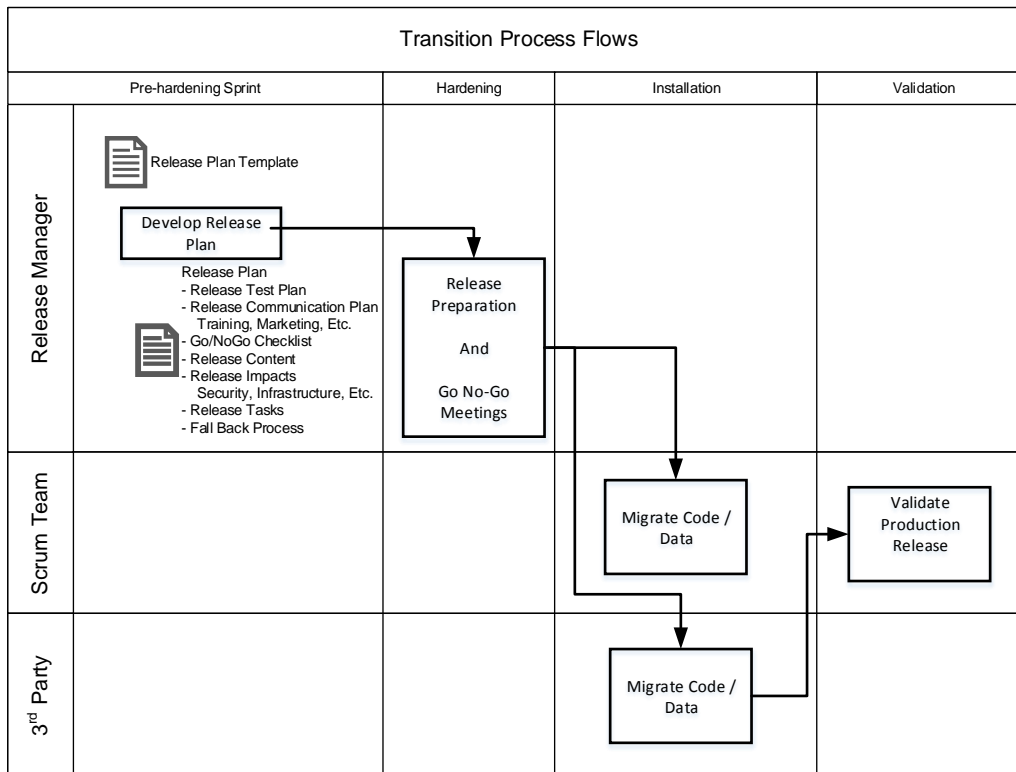 Transition Process Flows
Pre-hardening Sprint
Hardening
Installation
Validation
Release Manager
Release Plan Template
Develop Release
Plan
Release Plan
- Release Test Plan
- Release Communication Plan
Training, Marketing, Etc.
- Go/NoGo Checklist
- Release Content
- Release Impacts
Security, Infrastructure, Etc.
- Release Tasks
- Fall Back Process
Release
Preparation
And
Go No-Go
Meetings
Scrum Team
Migrate Code /
Data
Validate
Production
Release
3rd Party
Migrate Code /
Data